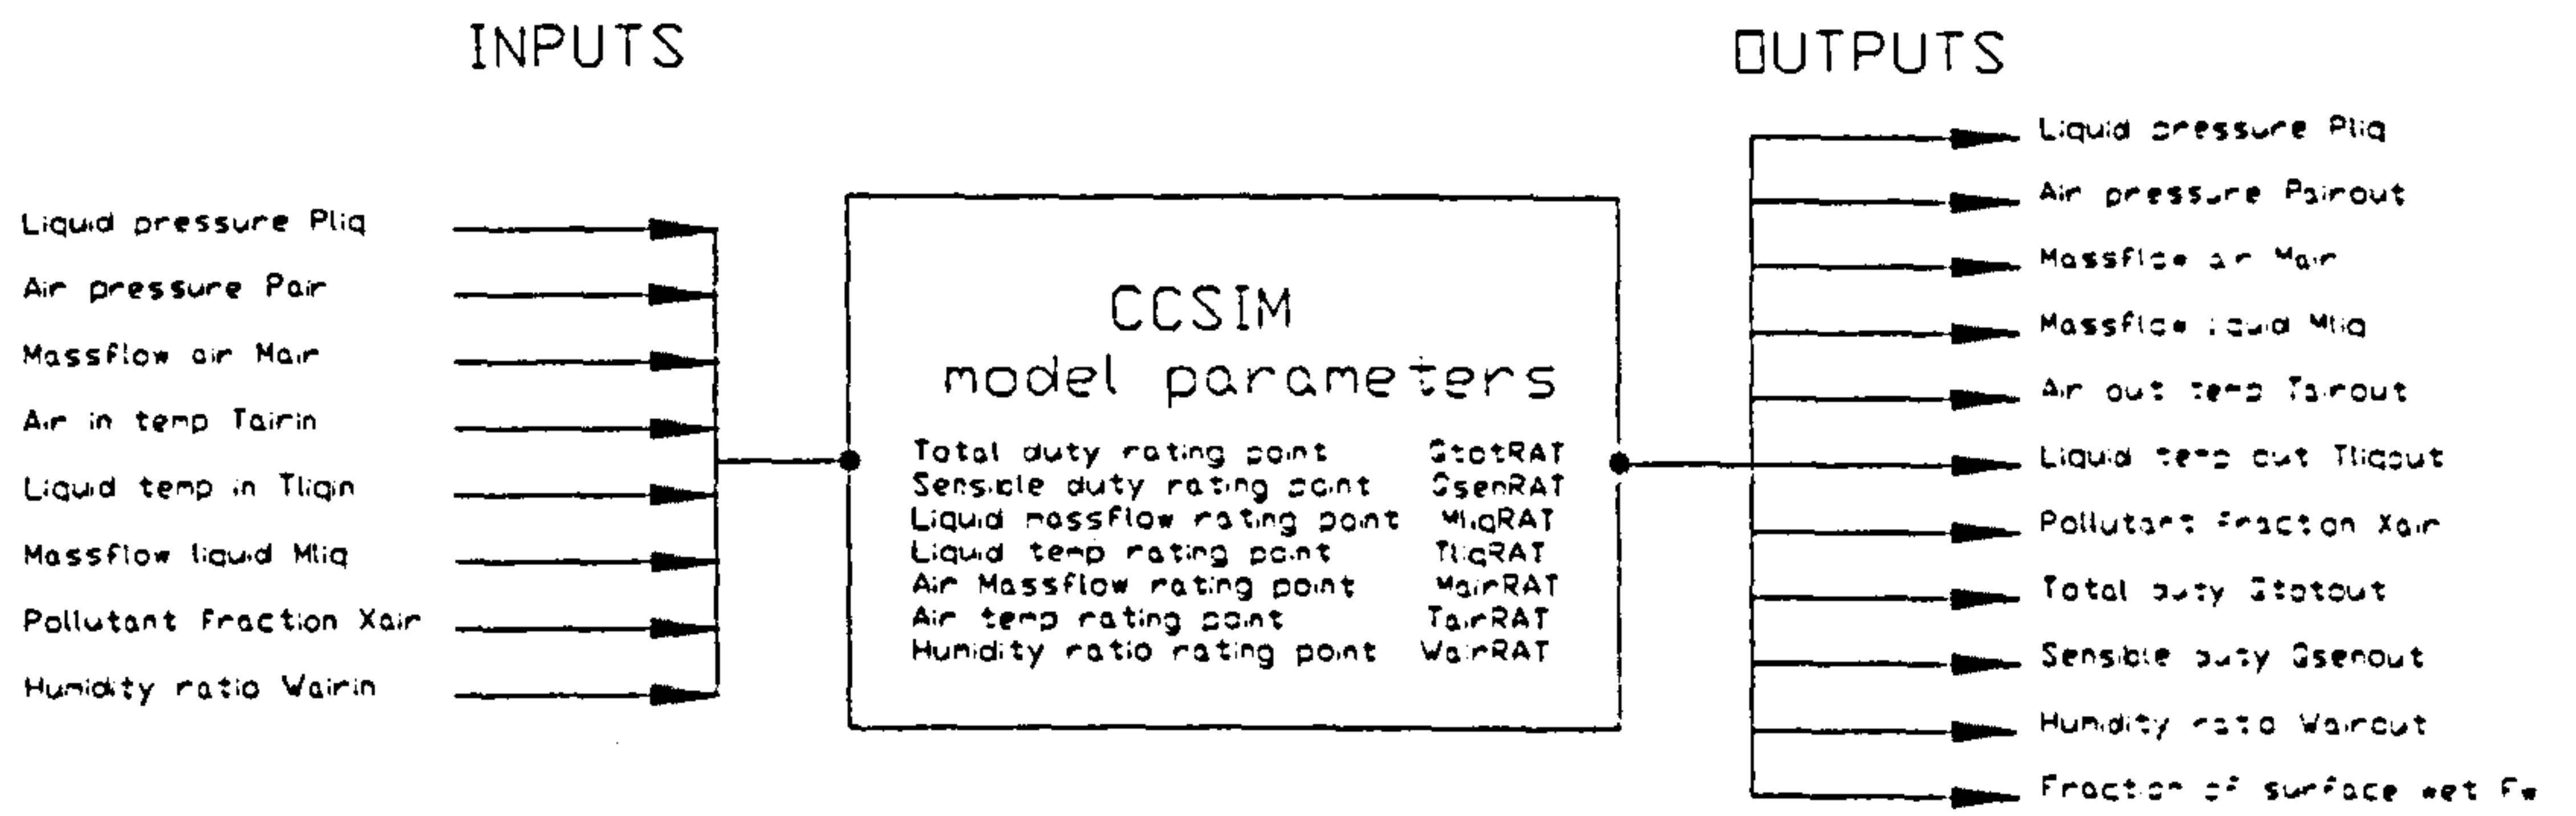 INPUTS
Liquid pressure Pliq
Air pressure Pair
Massflow air Mair
Air in temp Tairin
Liquid temp in Tliqin
Massflow liquid Mliq
Pollutant Fraction Xair
Humidity ratio Wairin
CCSIM
model parameters
Total duty rating point QtotRAT
Sensible duty rating point QsenRAT
Liquid massflow rating point MliqRAT
Liquid temp rating point TliqRAT
Air Massflow rating point MairRAT
Air temp rating point TairRAT
Humidity ratio rating point WairRAT
OUTPUTS
Liquid pressure Pliq
Air pressure Pairout
Massflow air Mair
Massflow liquid Mliq
Air out temp Tairout
Liquid temp out Tliqout
Pollutant Fraction Xair
Total duty Qtotout
Sensible duty Qsenout
Humidity ratio Wairout
Fraction of surface wet Fw